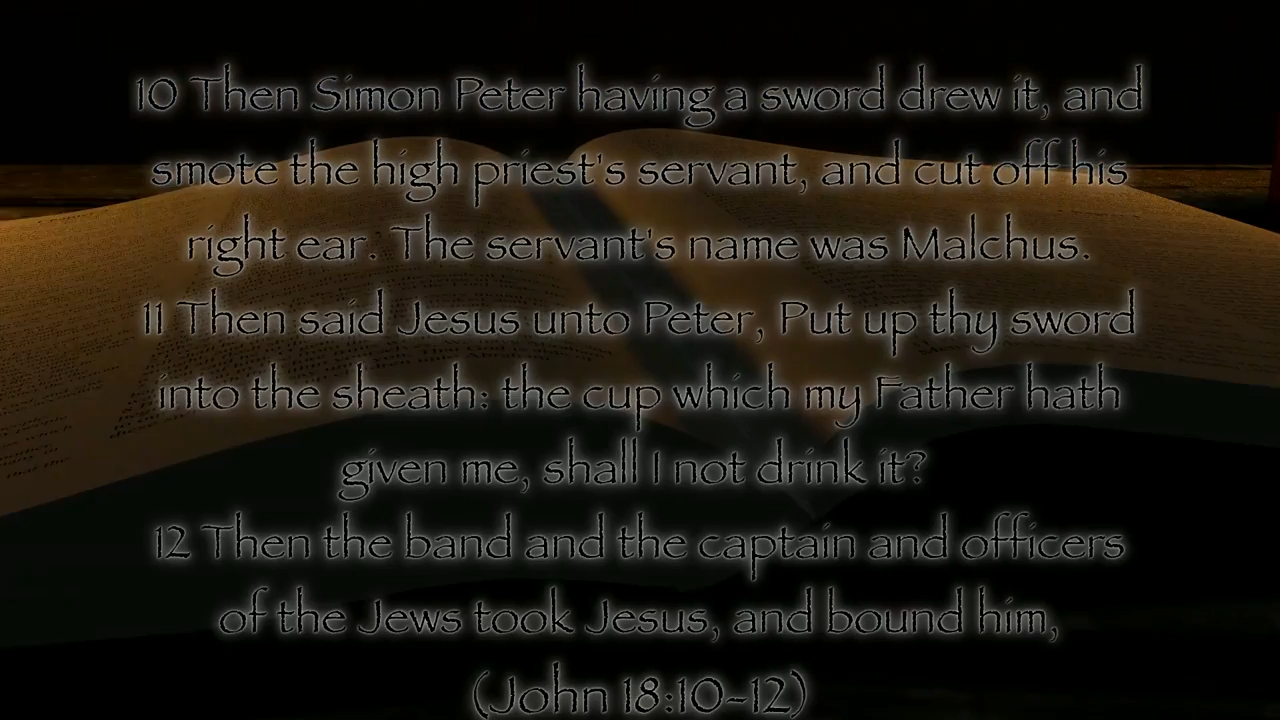 10 Then Simon Peter having a sword drew it, and
smote the high priest's servant, and cut off his
right ear. The servant's name was Malchus.
11 Then said Jesus unto Peter, Put up thy sword
into the sheath: the cup which my Father hath
given me, shall I not drink it?
12 Then the band and the captain and officers
of the Jews took Jesus, and bound him,
(John 18:10-12)